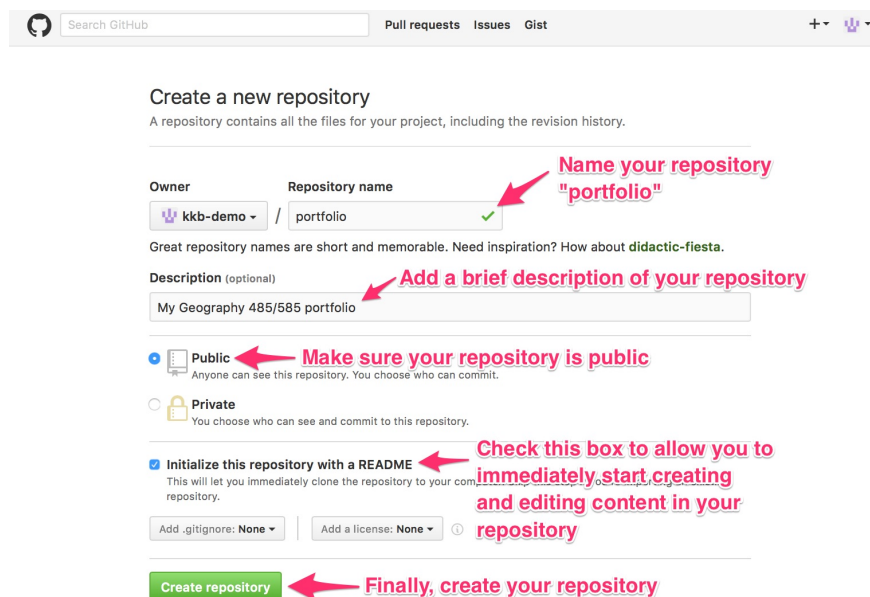 Search GitHub
Pull requests Issues Gist
Create a new repository
A repository contains all the files for your project, including the revision history.
Name your repository
"portfolio"
Owner Repository name
kkb-demo / portfolio
Great repository names are short and memorable. Need inspiration? How about didactic-fiesta.
Description (optional)
Add a brief description of your repository
My Geography 485/585 portfolio
Public
Make sure your repository is public
Anyone can see this repository. You choose who can commit.
Private
You choose who can see and commit to this repository.
Check this box to allow you to
immediately start creating
and editing content in your
repository
Initialize this repository with a README
This will let you immediately clone the repository to your
repository.
Add .gitignore: None Add a license: None
Create repository
Finally, create your repository